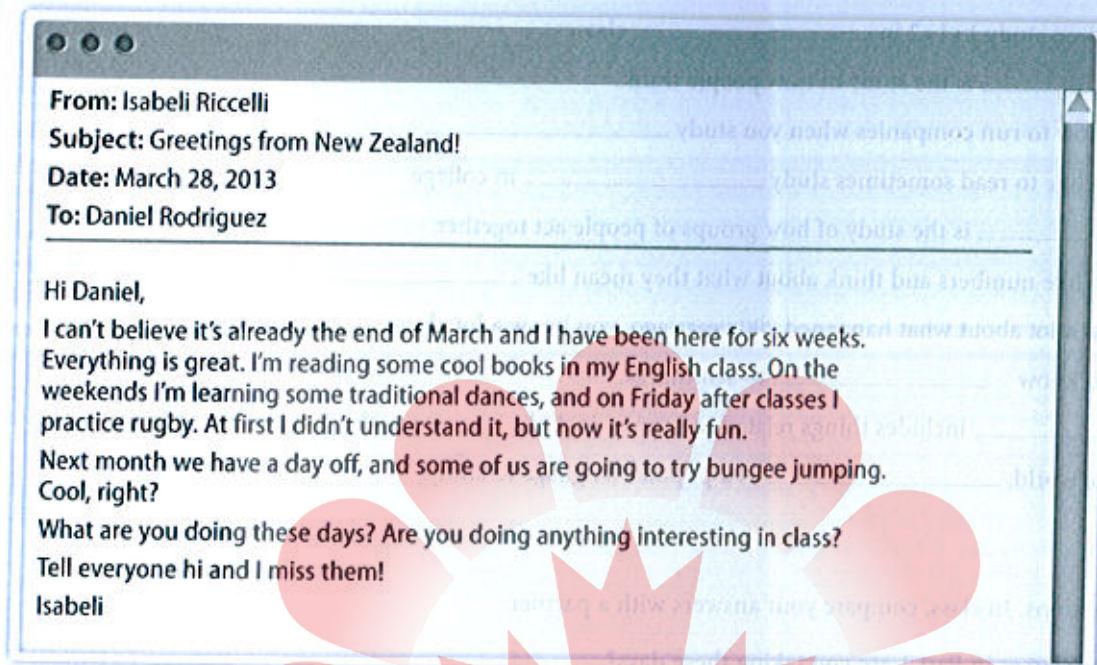 From: Isabeli Riccelli
Subject: Greetings from New Zealand!
Date: March 28, 2013
To: Daniel Rodriguez
Hi Daniel,
I can't believe it's already the end of March and I have been here for six weeks.
Everything is great. I'm reading some cool books in my English class. On the
weekends I'm learning some traditional dances, and on Friday after classes I
practice rugby. At first I didn't understand it, but now it's really fun.
Next month we have a day off, and some of us are going to try bungee jumping.
Cool, right?
What are you doing these days? Are you doing anything interesting in class?
Tell everyone hi and I miss them!
Isabeli